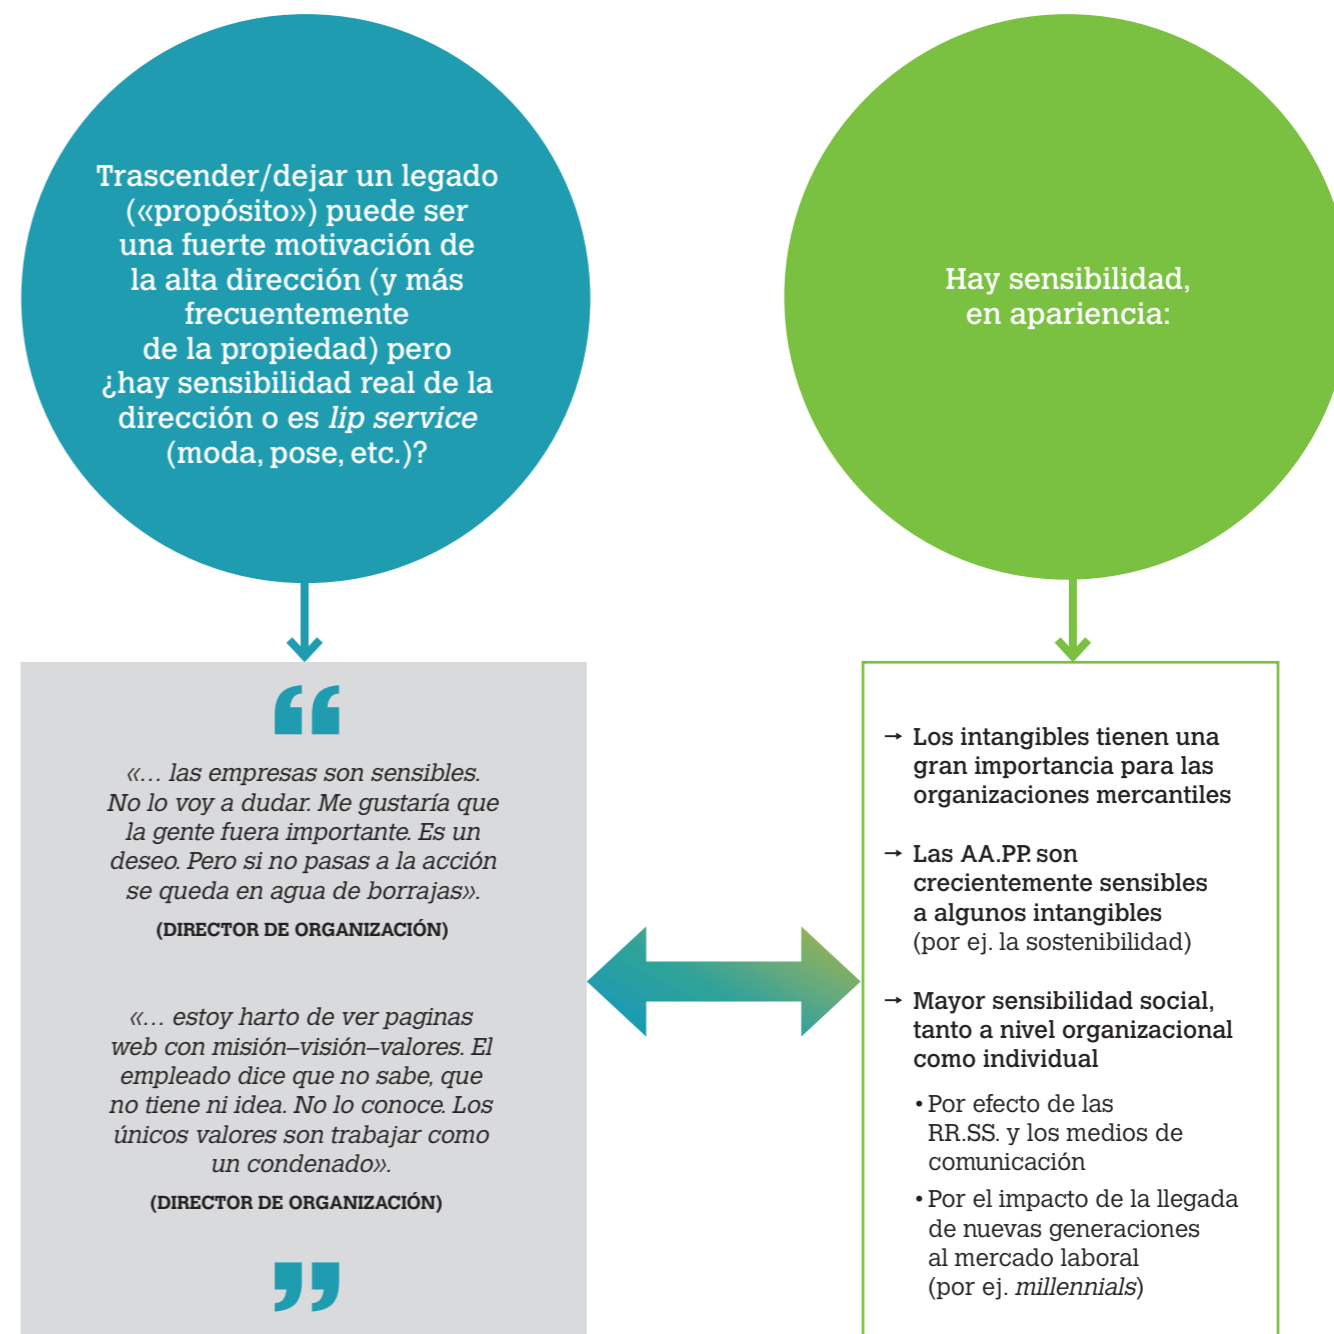 Trascender/dejar un legado
(«propósito») puede ser
una fuerte motivación de
la alta dirección (y más
frecuentemente
de la propiedad) pero
¿hay sensibilidad real de la
dirección o es lip service
(moda, pose, etc.)?
Hay sensibilidad,
en apariencia:
“
«… las empresas son sensibles.
No lo voy a dudar. Me gustaría que
la gente fuera importante. Es un
deseo. Pero si no pasas a la acción
se queda en agua de borrajas».
(DIRECTOR DE ORGANIZACIÓN)
«… estoy harto de ver paginas
web con misión–visión–valores. El
empleado dice que no sabe, que
no tiene ni idea. No lo conoce. Los
únicos valores son trabajar como
un condenado».
(DIRECTOR DE ORGANIZACIÓN)
”
→ Los intangibles tienen una
gran importancia para las
organizaciones mercantiles
→ Las AA.PP. son
crecientemente sensibles
a algunos intangibles
(por ej. la sostenibilidad)
→ Mayor sensibilidad social,
tanto a nivel organizacional
como individual
• Por efecto de las
RR.SS. y los medios de
comunicación
• Por el impacto de la llegada
de nuevas generaciones
al mercado laboral
(por ej. millennials)